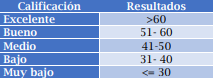 Calificación Resultados
Excelente >60
Bueno 51- 60
Medio 41-50
Bajo 31- 40
Muy bajo <= 30